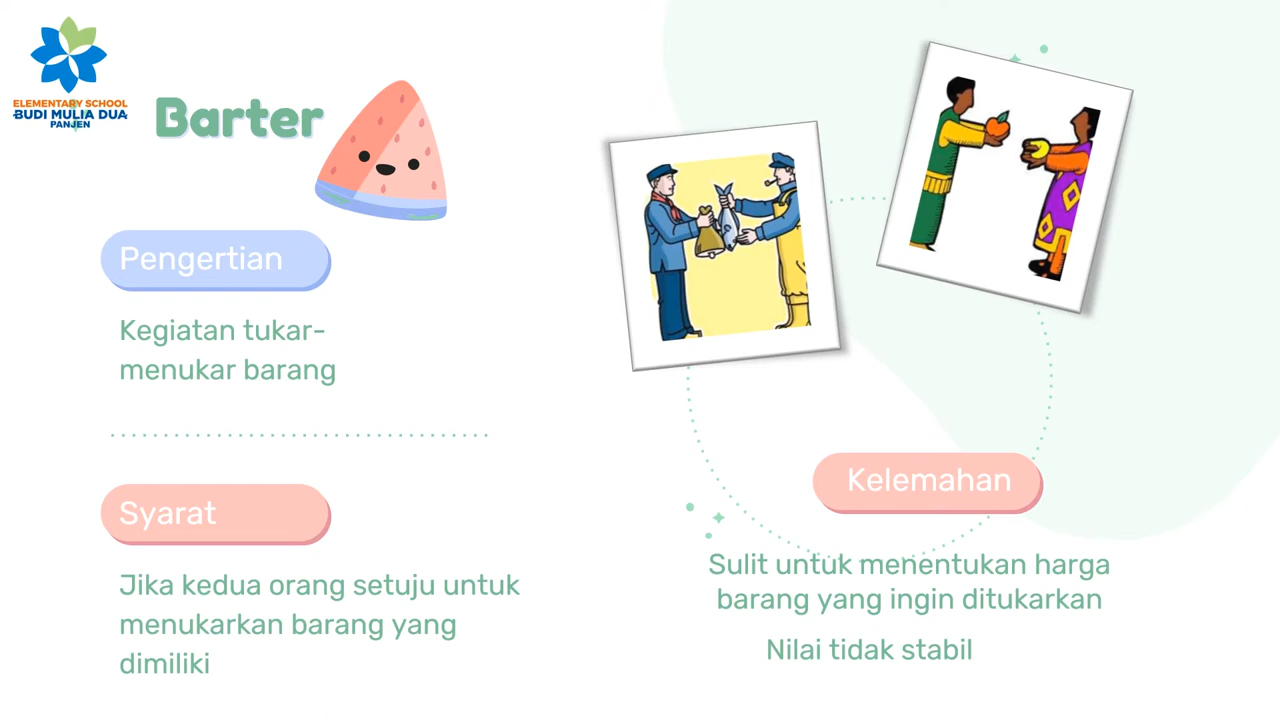 ELEMENTARY SCHOOL
BUDI MULIA DUA
PANJEN
Barter
Pengertian
Kegiatan tukar-
menukar barang
Syarat
Jika kedua orang setuju untuk
menukarkan barang yang
dimiliki
Kelemahan
Sulit untuk menentukan harga
barang yang ingin ditukarkan
Nilai tidak stabil